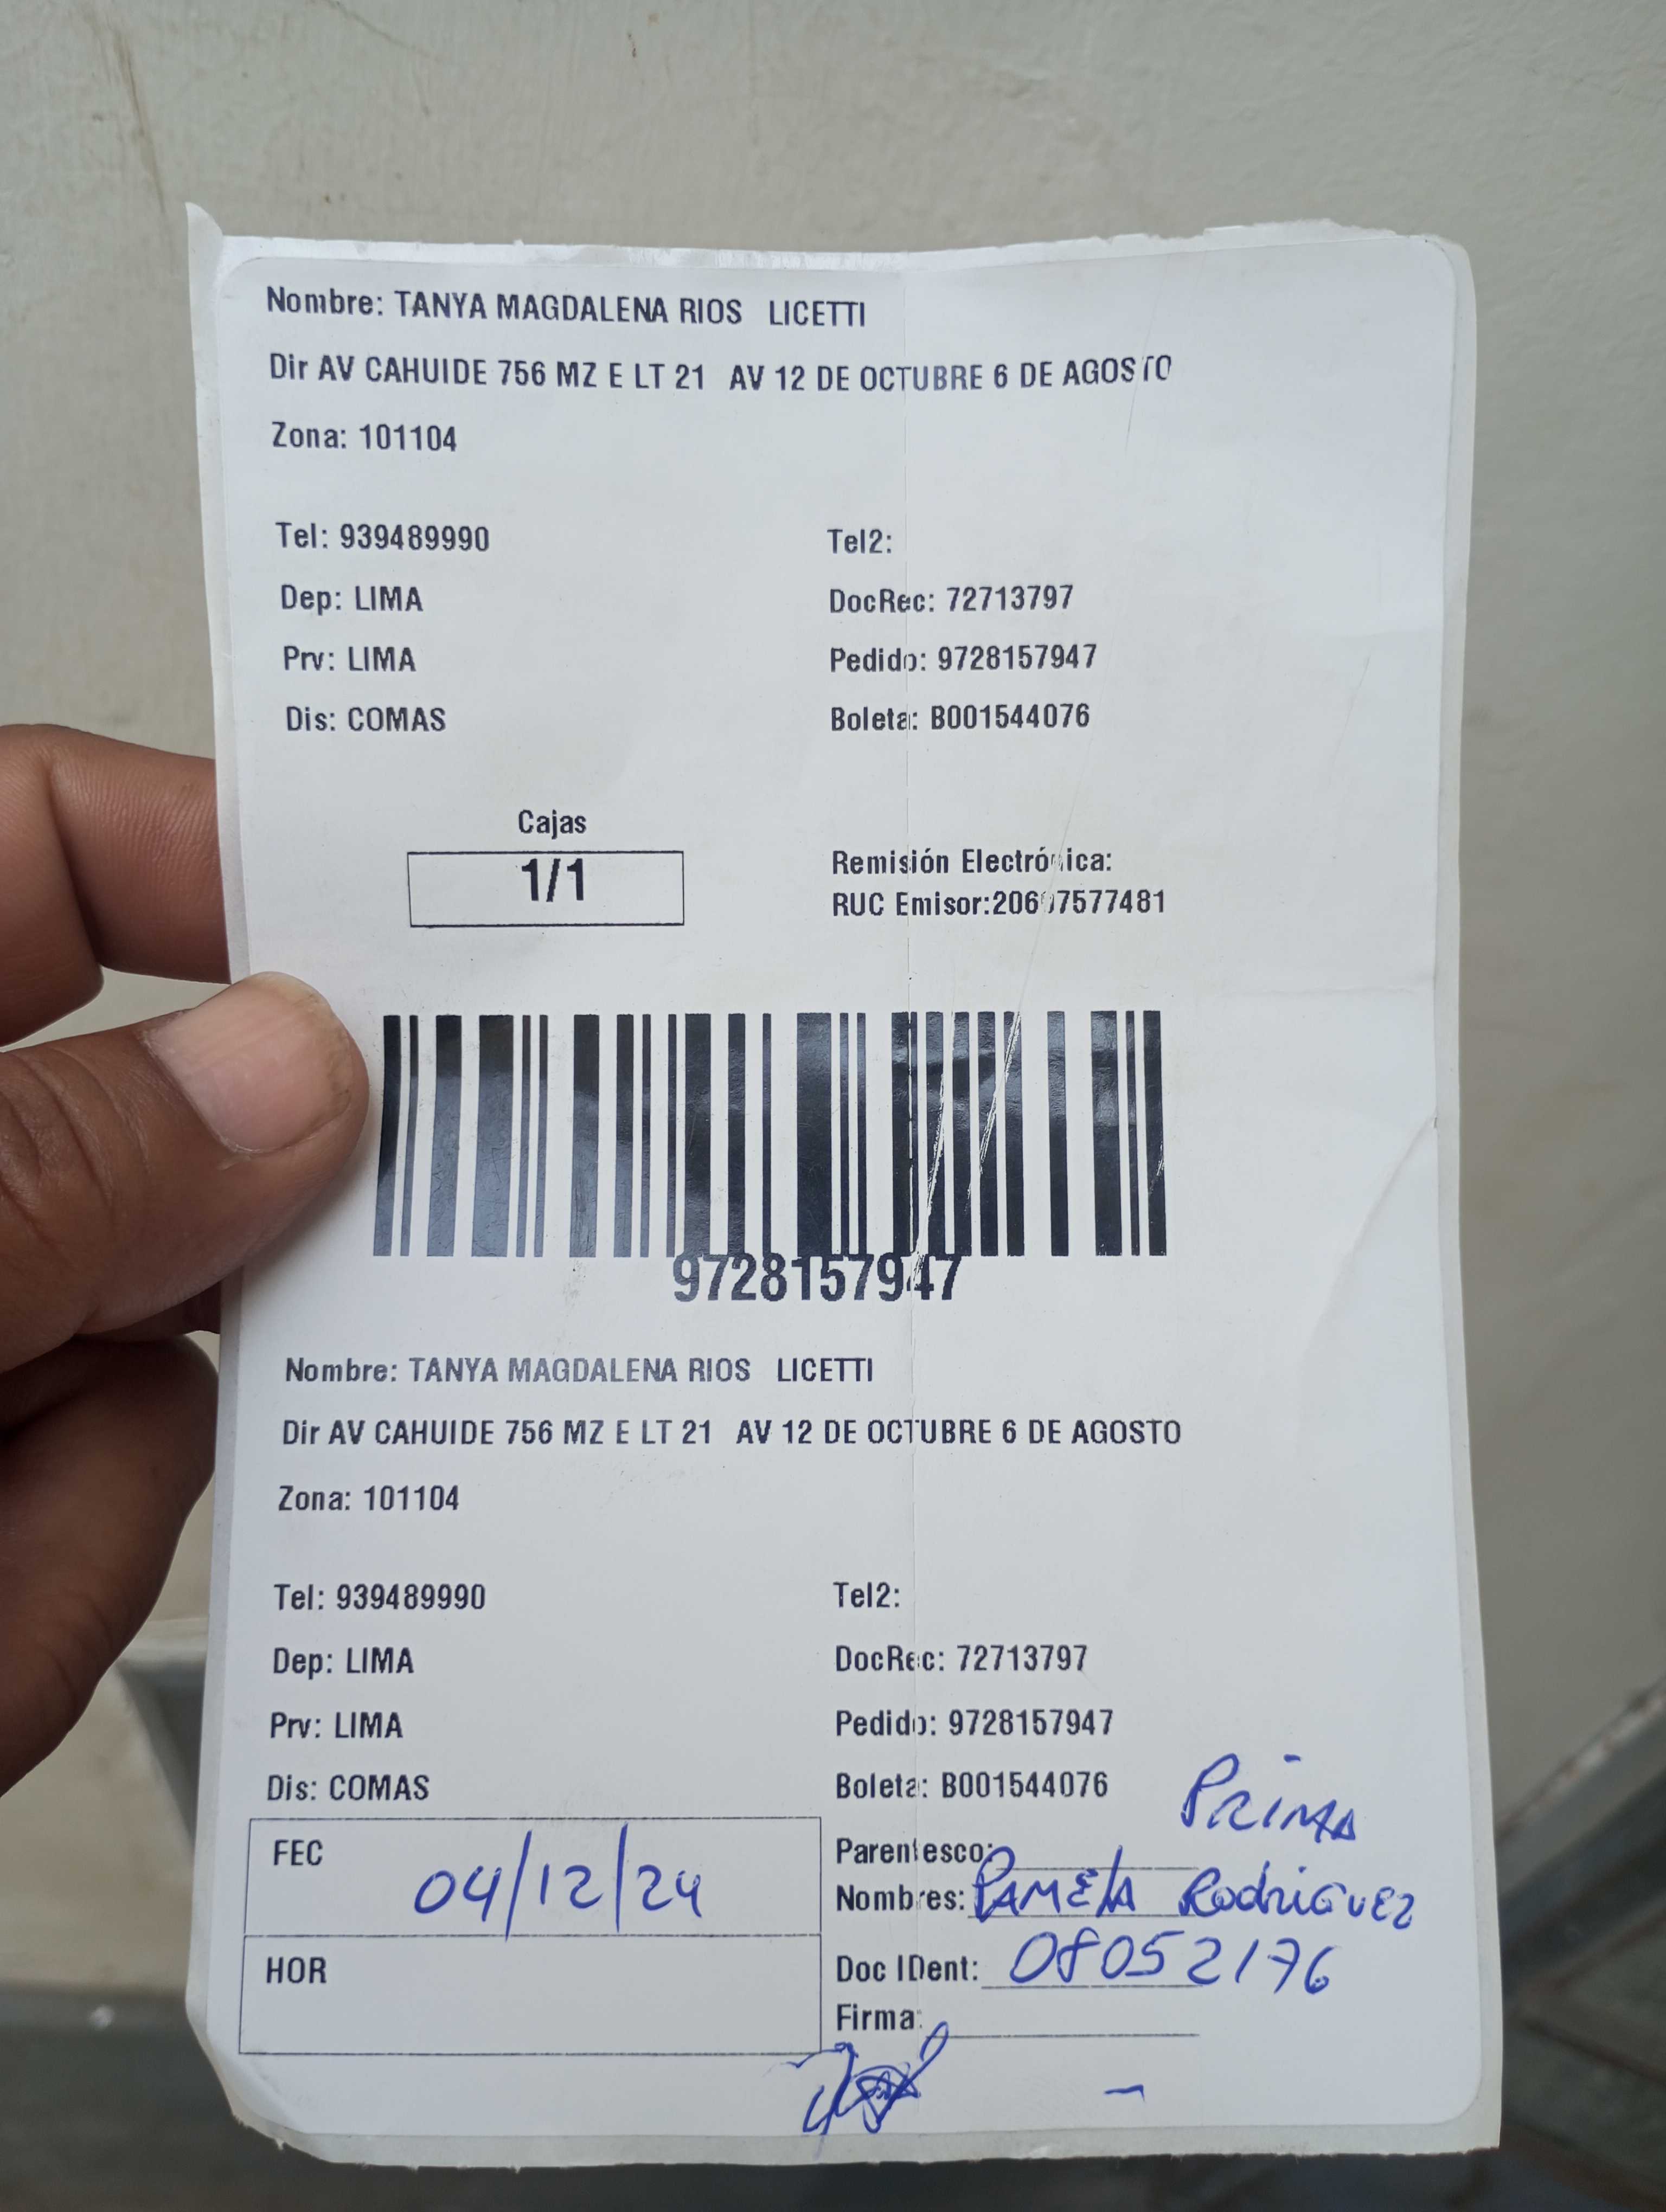 Nombre: TANYA MAGDALENA RIOS LICETTI
Dir AV CAHUIDE 756 MZ E LT 21 AV 12 DE OCTUBRE 6 DE AGOSTO
Zona: 101104
Tel: 939489990 Tel2:
Dep: LIMA DocRec: 72713797
Prv: LIMA Pedido: 9728157947
Dis: COMAS Boleta: B001544076
Cajas
1/1
Remisión Electrónica:
RUC Emisor:20607577481
9728157947
Nombre: TANYA MAGDALENA RIOS LICETTI
Dir AV CAHUIDE 756 MZ E LT 21 AV 12 DE OCTUBRE 6 DE AGOSTO
Zona: 101104
Tel: 939489990 Tel2:
Dep: LIMA DocRec: 72713797
Prv: LIMA Pedido: 9728157947
Dis: COMAS Boleta: B001544076
FEC 04/12/24
HOR
Parentesco: PRIMA
Nombres: PAMELA RodRIGUEZ
Doc IDent: 08052176
Firma: